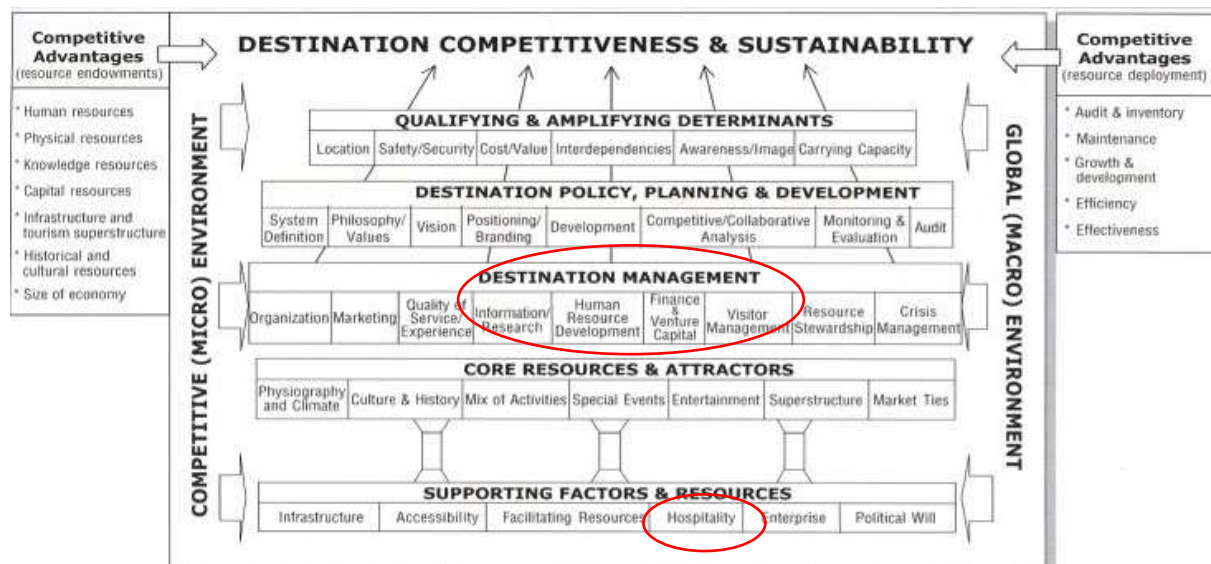 Competitive
Advantages
(resource endowments)
* Human resources
* Physical resources
* Knowledge resources
* Capital resources
* Infrastructure and
tourism superstructure
* Historical and
cultural resources
* Size of economy
COMPETITIVE (MICRO) ENVIRONMENT
DESTINATION COMPETITIVENESS & SUSTAINABILITY
QUALIFYING & AMPLIFYING DETERMINANTS
Location Safety/Security Cost/Value Interdependencies Awareness/Image Carrying Capacity
DESTINATION POLICY, PLANNING & DEVELOPMENT
System
Definition
Philosophy/
Values
Vision
Positioning/
Branding
Development
Competitive/Collaborative
Analysis
Monitoring &
Evaluation
Audit
DESTINATION MANAGEMENT
Organization
Marketing
Quality of
Service/
Experience
Information/
Research
Human
Resource
Development
Finance
&
Venture
Capital
Visitor
Management
Resource
Stewardship
Crisis
Management
CORE RESOURCES & ATTRACTORS
Physiography
and Climate
Culture & History
Mix of Activities
Special Events
Entertainment
Superstructure
Market Ties
SUPPORTING FACTORS & RESOURCES
Infrastructure Accessibility Facilitating Resources Hospitality Enterprise Political Will
GLOBAL (MACRO) ENVIRONMENT
Competitive
Advantages
(resource deployment)
* Audit & inventory
* Maintenance
* Growth &
development
* Efficiency
* Effectiveness